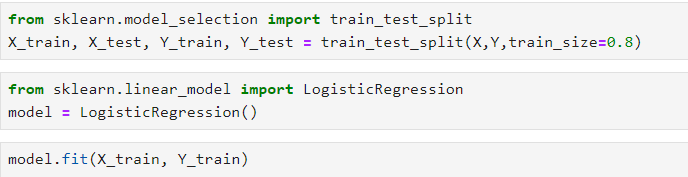 from sklearn.model_selection import train_test_split
X_train, X_test, Y_train, Y_test = train_test_split(X,Y,train_size=0.8)
from sklearn.linear_model import LogisticRegression
model = LogisticRegression()
model.fit(X_train, Y_train)